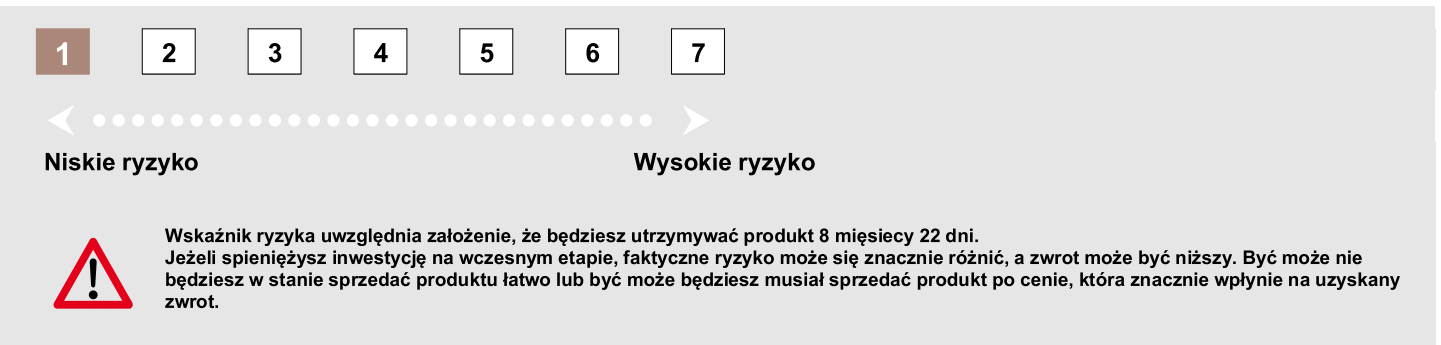 1 2 3 4 5 6 7
Niskie ryzyko Wysokie ryzyko
Wskaźnik ryzyka uwzględnia założenie, że będziesz utrzymywać produkt 8 mięsiecy 22 dni.
Jeżeli spieniężysz inwestycję na wczesnym etapie, faktyczne ryzyko może się znacznie różnić, a zwrot może być niższy. Być może nie
będziesz w stanie sprzedać produktu łatwo lub być może będziesz musiał sprzedać produkt po cenie, która znacznie wpłynie na uzyskany
zwrot.